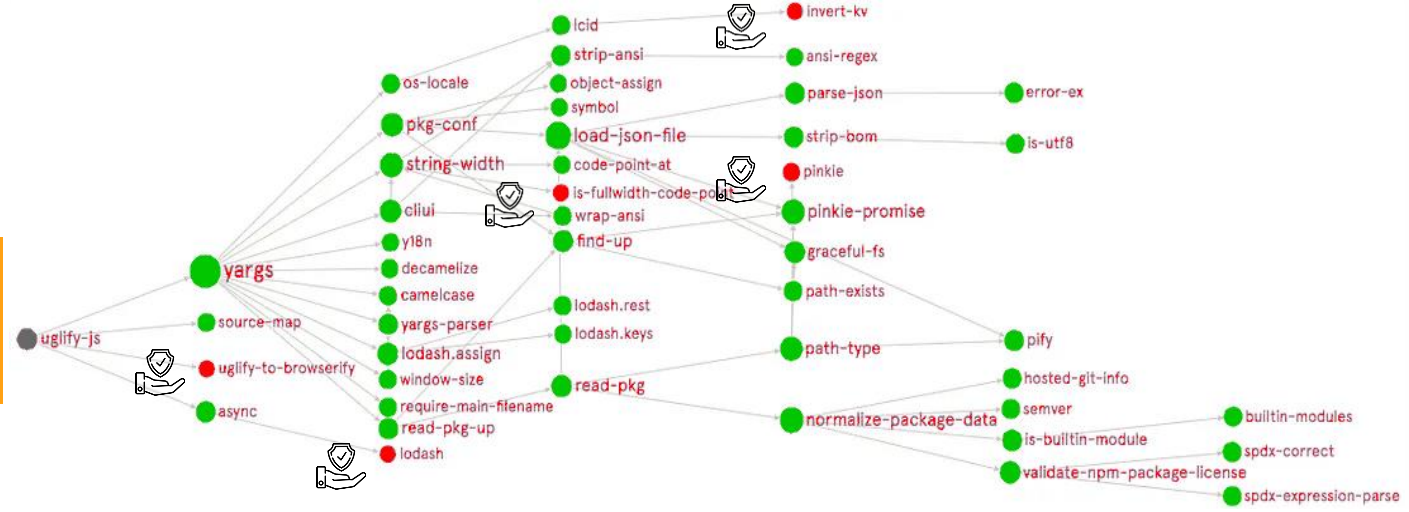 invert-kv
lcid
strip-ansi
ansi-regex
os-locale
object-assign
parse-json
error-ex
symbol
pkg-conf
load-json-file
strip-bom
is-utf8
string-width
code-point-at
pinkie
is-fullwidth-code-point
cliui
wrap-ansi
pinkie-promise
y18n
find-up
graceful-fs
yargs
decamelize
camelcase
path-exists
lodash.rest
source-map
yargs-parser
lodash.keys
uglify-js
pify
lodash.assign
path-type
uglify-to-browserify
window-size
read-pkg
hosted-git-info
async
require-main-filename
semver
normalize-package-data
builtin-modules
read-pkg-up
is-builtin-module
lodash
spdx-correct
validate-npm-package-license
spdx-expression-parse